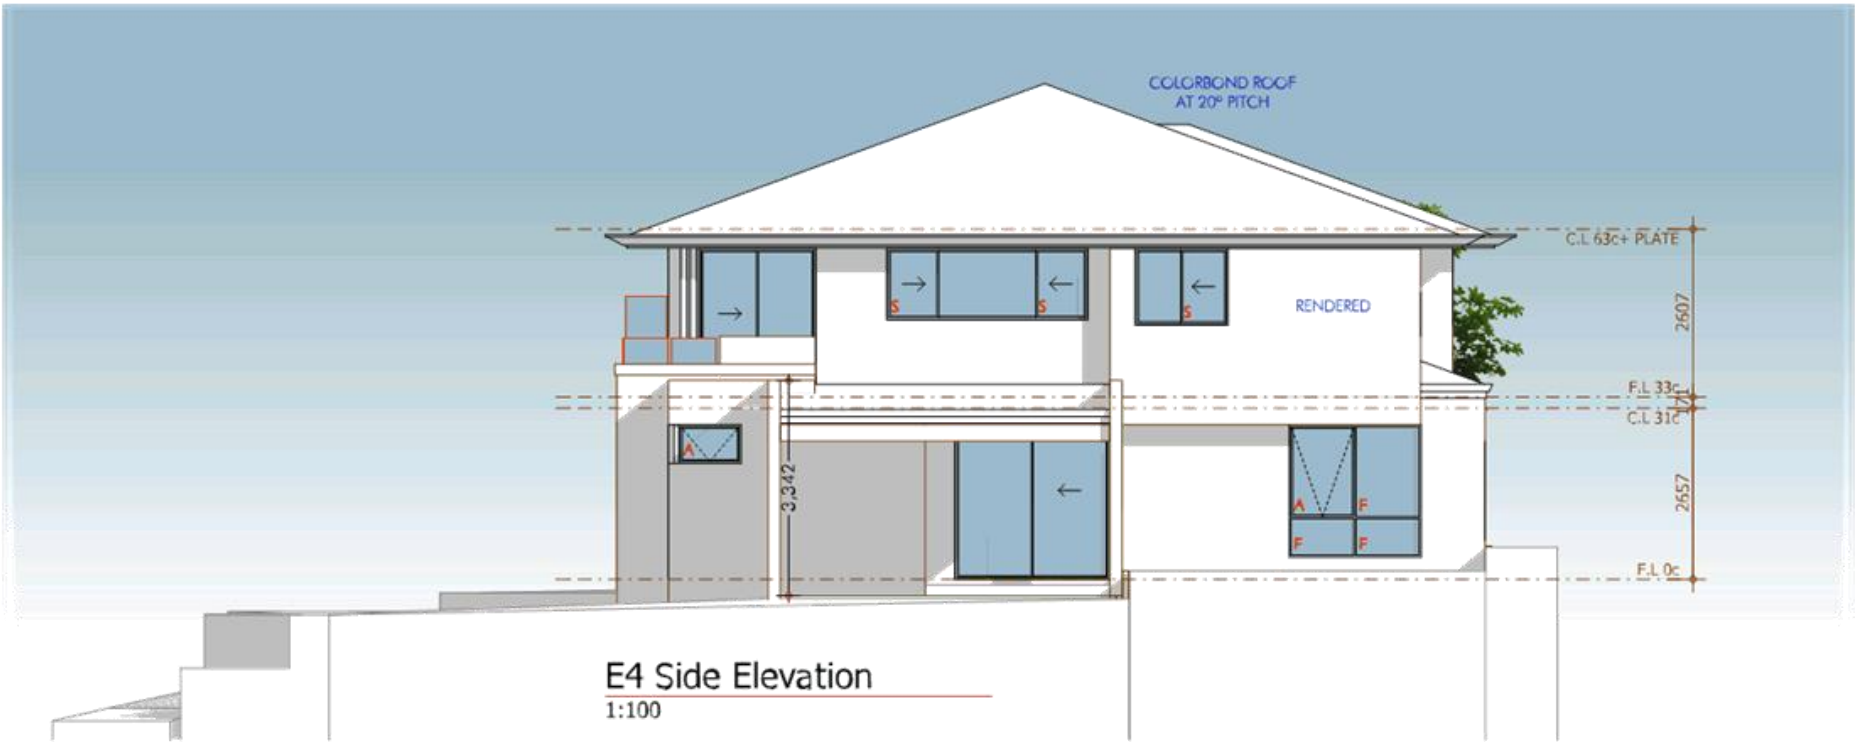 COLORBOND ROOF
AT 20° PITCH
C.L 63c+ PLATE
S
S
S
RENDERED
2607
F.L 33c
171
C.L 31c
A
3,342
2657
A
F
F
F
F.L 0c
E4 Side Elevation
1:100